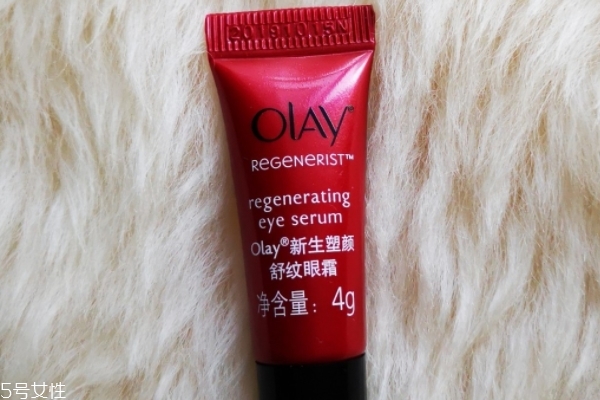 OLAY
REGENERIST™
regenerating
eye serum
Olay®新生塑颜
舒纹眼霜
净含量：4g
5号女性